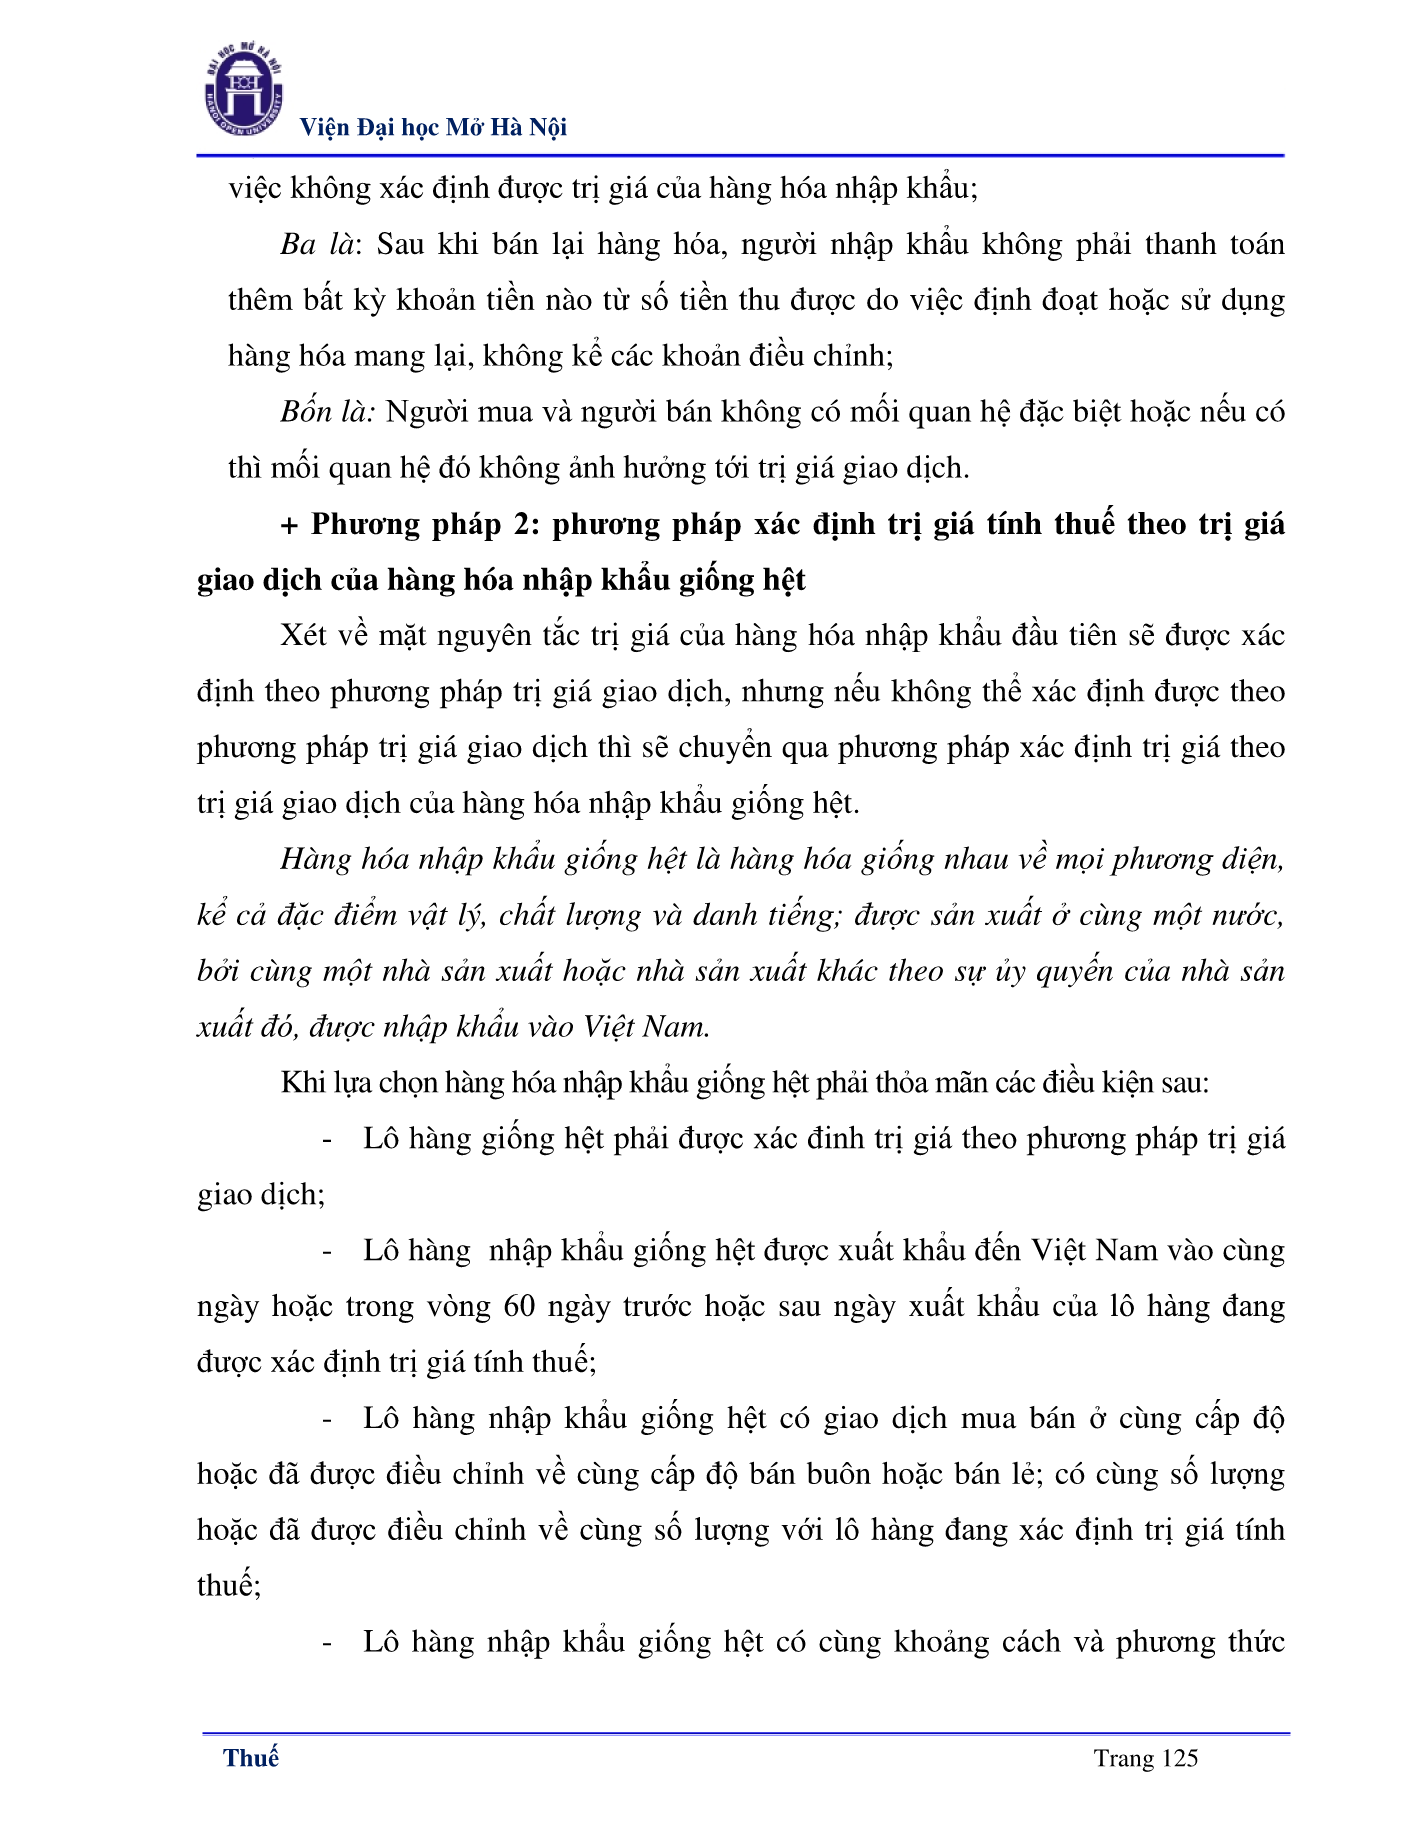 ĐẠI HỌC MỞ HÀ NỘI
HANOI OPEN UNIVERSITY
Viện Đại học Mở Hà Nội
việc không xác định được trị giá của hàng hóa nhập khẩu;
Ba là: Sau khi bán lại hàng hóa, người nhập khẩu không phải thanh toán
thêm bất kỳ khoản tiền nào từ số tiền thu được do việc định đoạt hoặc sử dụng
hàng hóa mang lại, không kể các khoản điều chỉnh;
Bốn là: Người mua và người bán không có mối quan hệ đặc biệt hoặc nếu có
thì mối quan hệ đó không ảnh hưởng tới trị giá giao dịch.
+ Phương pháp 2: phương pháp xác định trị giá tính thuế theo trị giá
giao dịch của hàng hóa nhập khẩu giống hệt
Xét về mặt nguyên tắc trị giá của hàng hóa nhập khẩu đầu tiên sẽ được xác
định theo phương pháp trị giá giao dịch, nhưng nếu không thể xác định được theo
phương pháp trị giá giao dịch thì sẽ chuyển qua phương pháp xác định trị giá theo
trị giá giao dịch của hàng hóa nhập khẩu giống hệt.
Hàng hóa nhập khẩu giống hệt là hàng hóa giống nhau về mọi phương diện,
kể cả đặc điểm vật lý, chất lượng và danh tiếng; được sản xuất ở cùng một nước,
bởi cùng một nhà sản xuất hoặc nhà sản xuất khác theo sự ủy quyến của nhà sản
xuất đó, được nhập khẩu vào Việt Nam.
Khi lựa chọn hàng hóa nhập khẩu giống hệt phải thỏa mãn các điều kiện sau:
- Lô hàng giống hệt phải được xác đinh trị giá theo phương pháp trị giá
giao dịch;
- Lô hàng nhập khẩu giống hệt được xuất khẩu đến Việt Nam vào cùng
ngày hoặc trong vòng 60 ngày trước hoặc sau ngày xuất khẩu của lô hàng đang
được xác định trị giá tính thuế;
- Lô hàng nhập khẩu giống hệt có giao dịch mua bán ở cùng cấp độ
hoặc đã được điều chỉnh về cùng cấp độ bán buôn hoặc bán lẻ; có cùng số lượng
hoặc đã được điều chỉnh về cùng số lượng với lô hàng đang xác định trị giá tính
thuế;
- Lô hàng nhập khẩu giống hệt có cùng khoảng cách và phương thức
Thuế Trang 125